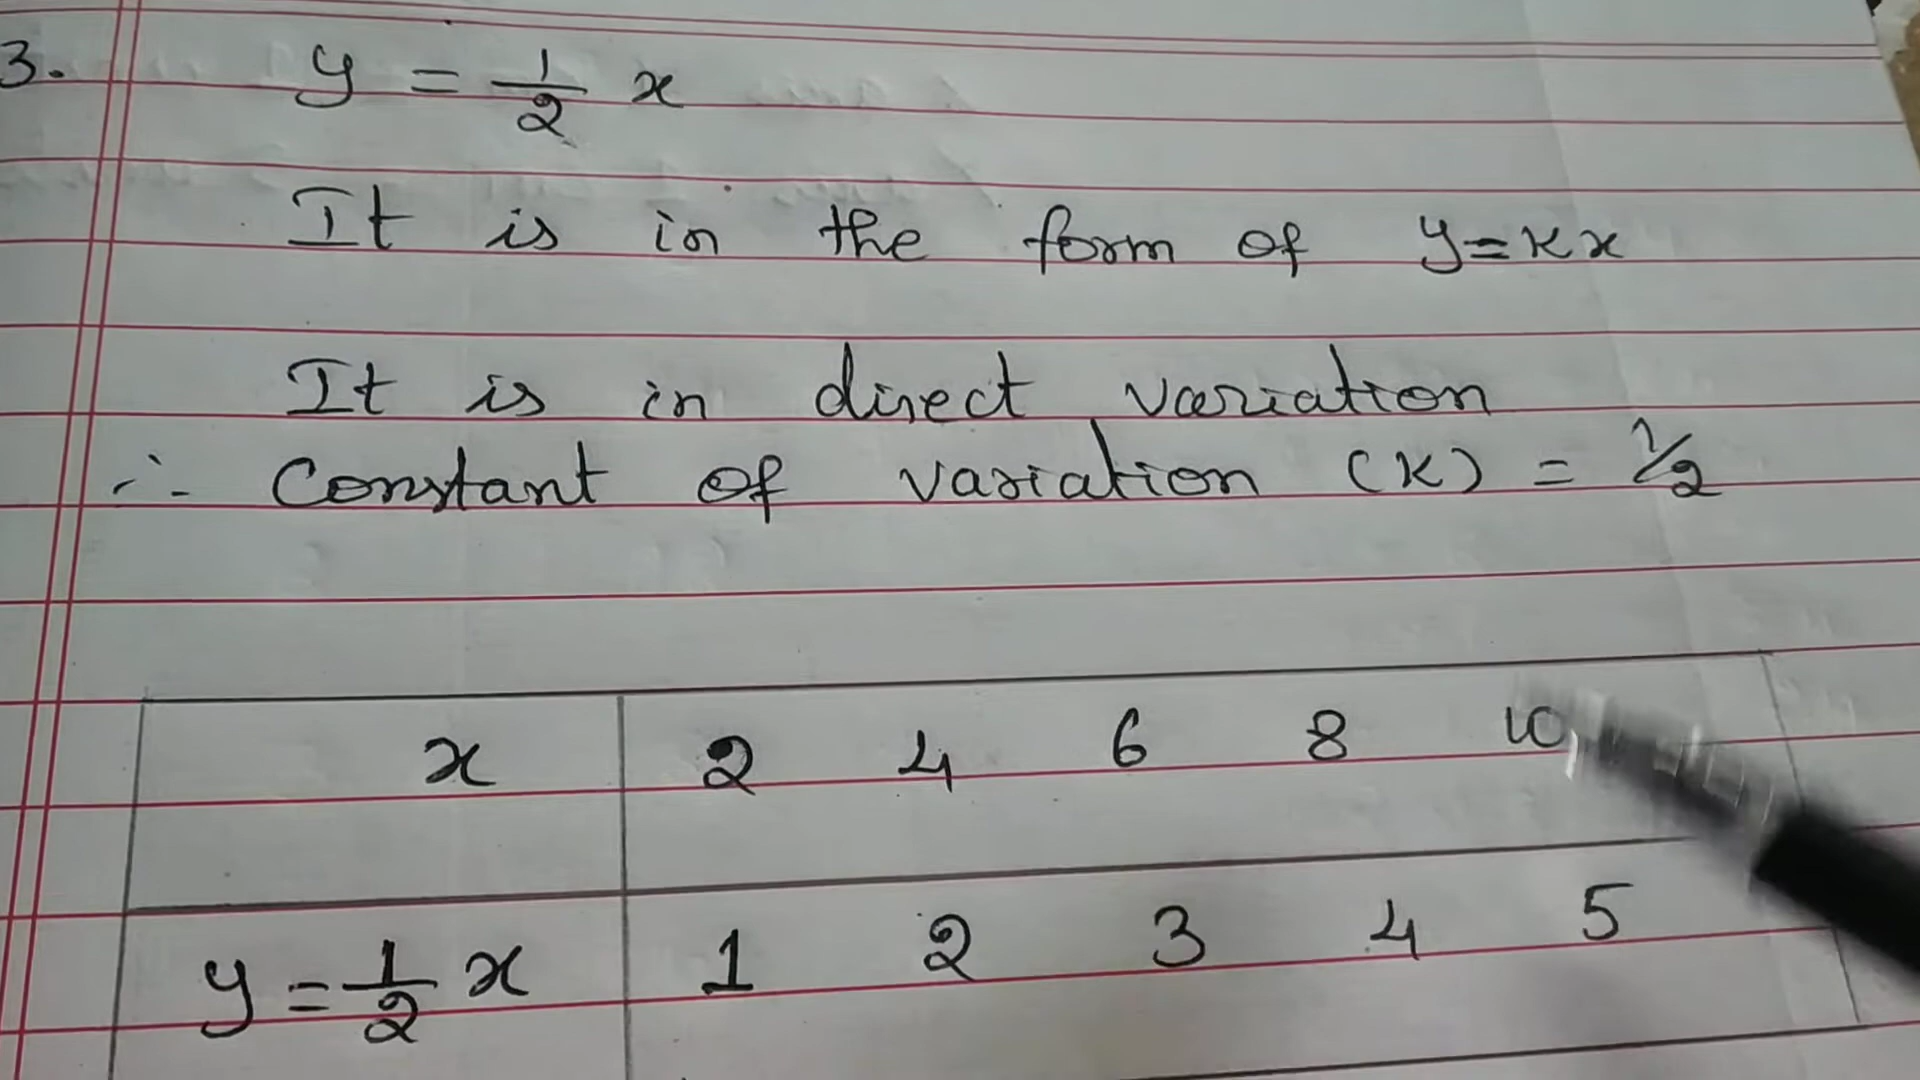 3. y = 1/2 x
It is in the form of y=kx
It is in direct variation
∴ Constant of variation (k) = 1/2
x 2 4 6 8 10
y = 1/2 x 1 2 3 4 5